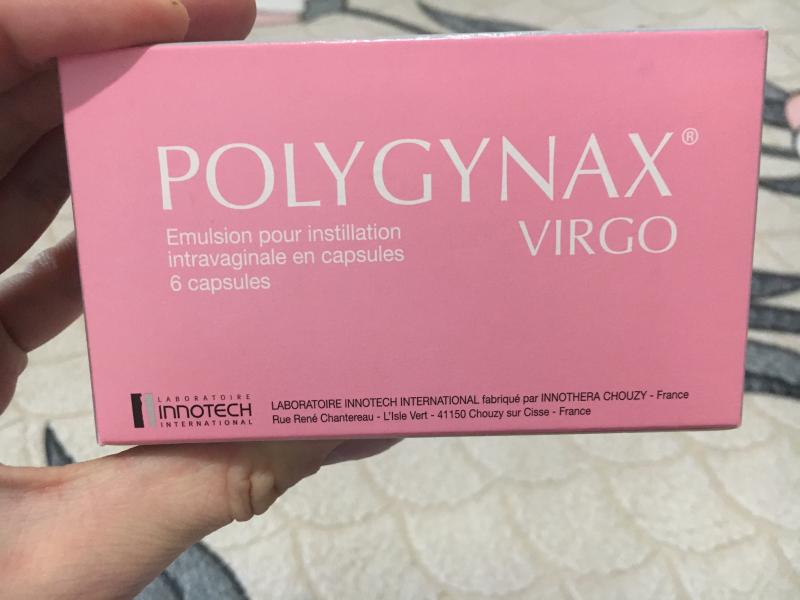 POLYGYNAX®
VIRGO
Emulsion pour instillation
intravaginale en capsules
6 capsules
LABORATOIRE
INNOTECH
INTERNATIONAL
LABORATOIRE INNOTECH INTERNATIONAL fabriqué par INNOTHERA CHOUZY - France
Rue René Chantereau - L'Isle Vert - 41150 Chouzy sur Cisse - France